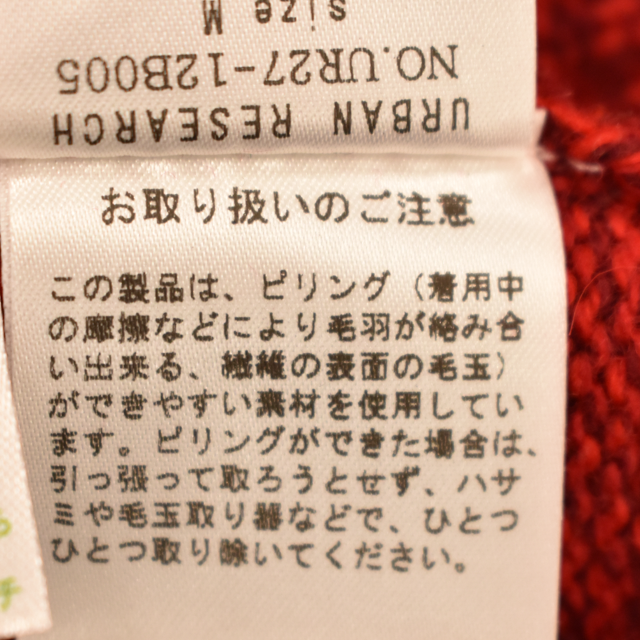 URBAN RESEARCH
NO.UR27-12B005
size M
お取り扱いのご注意
この製品は、ピリング（着用中
の摩擦などにより毛羽が絡み合
い出来る、繊維の表面の毛玉）
ができやすい素材を使用してい
ます。ピリングができた場合は、
引っ張って取ろうとせず、ハサ
ミや毛玉取り器などで、ひとつ
ひとつ取り除いてください。